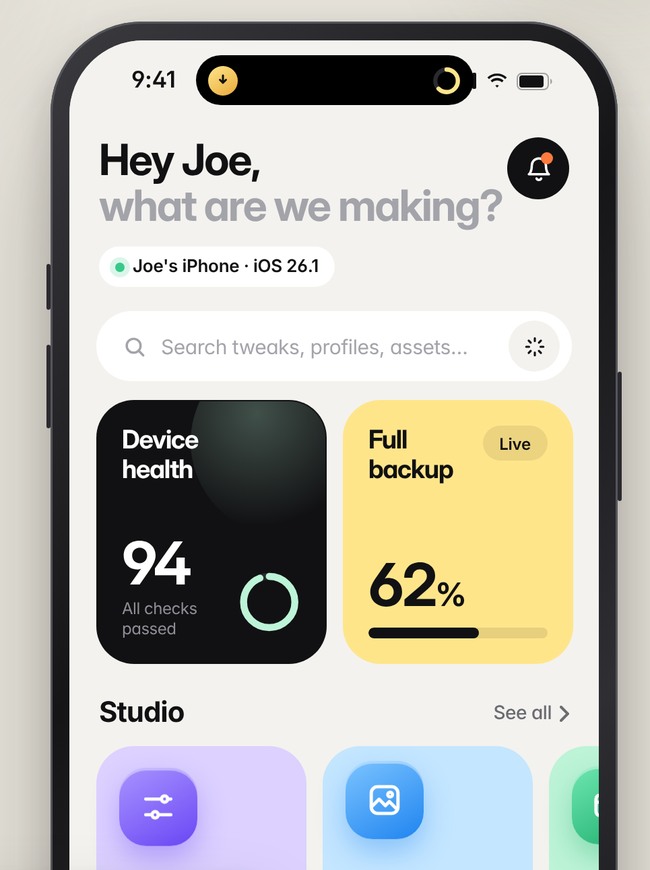 9:41
Hey Joe,
what are we making?
Joe's iPhone · iOS 26.1
Search tweaks, profiles, assets...
Device
health
94
All checks
passed
Full
backup
Live
62%
Studio
See all